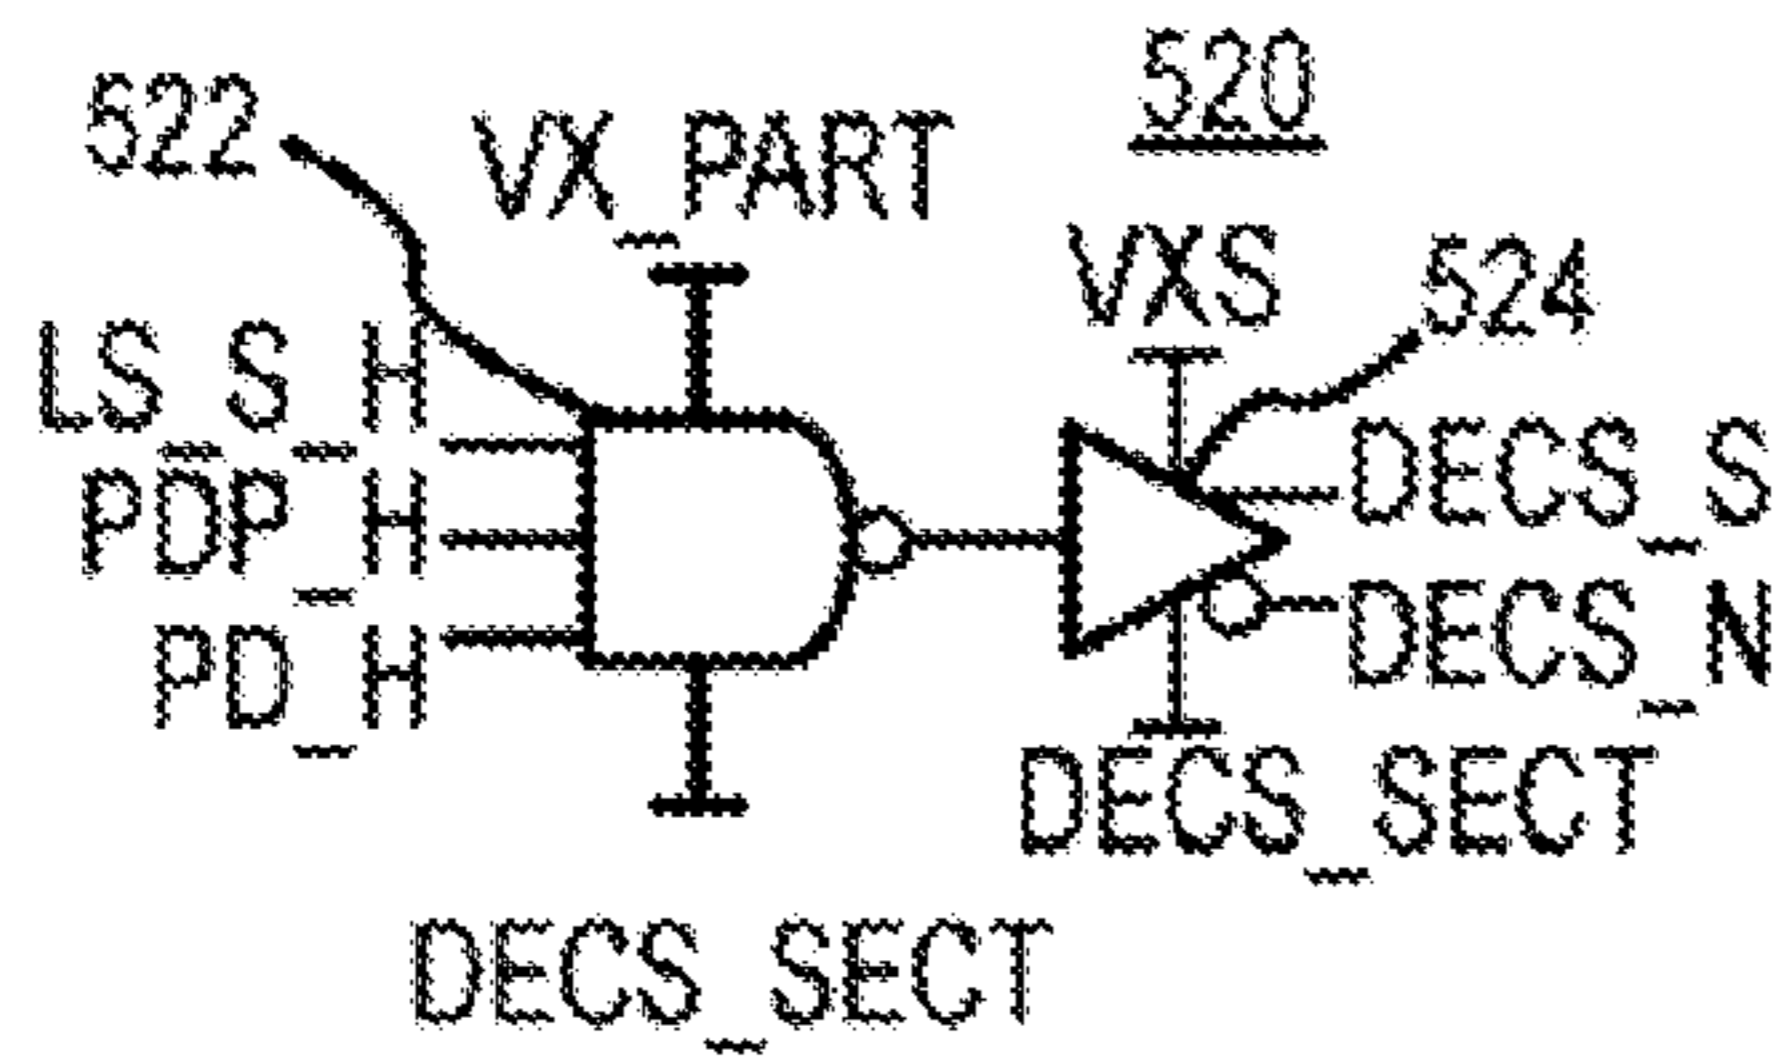 520
522
VX_PART
VXS
524
LS_S_H
PDP_H
PD_H
DECS_S
DECS_N
DECS_SECT
DECS_SECT